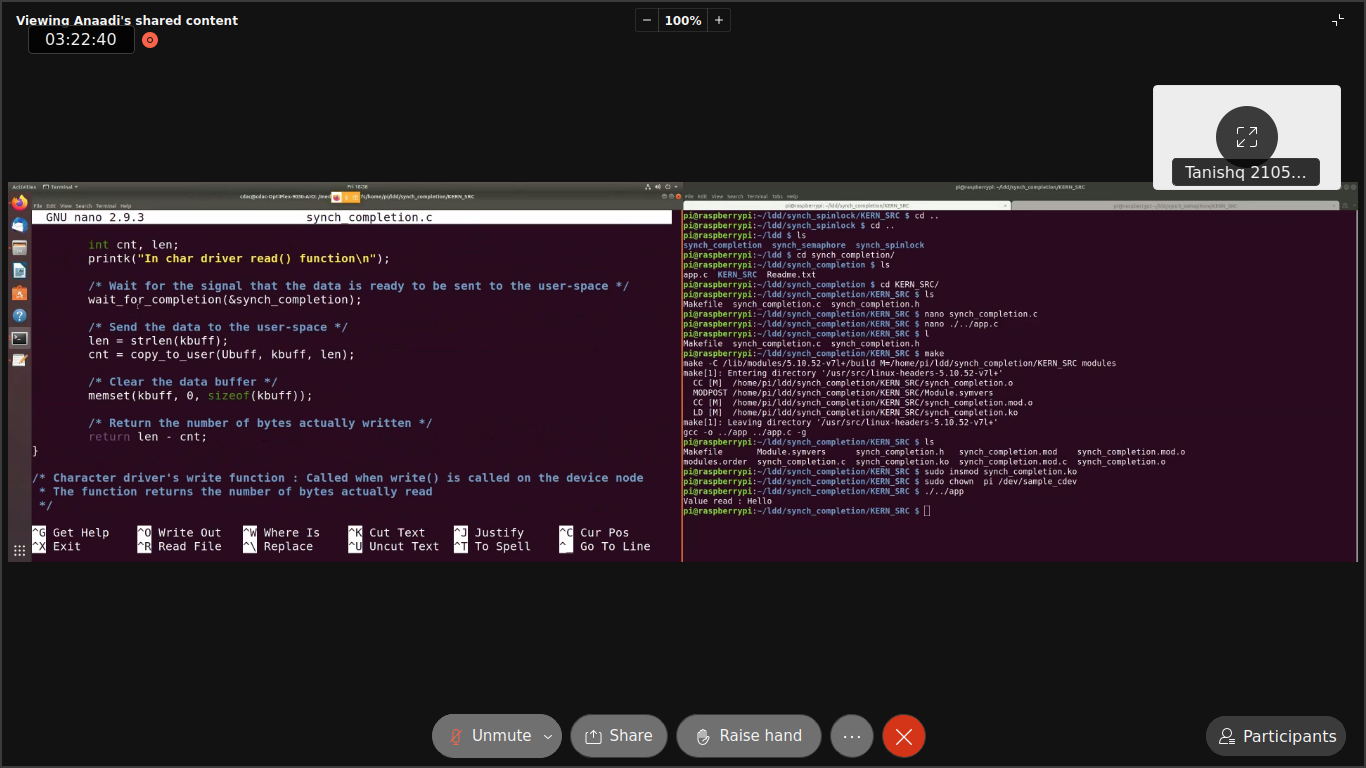 Viewing Anaadi's shared content
100%
03:22:40
Tanishq 2105...
Activities
Terminal
Fri 16:38
File Edit View Search Terminal Help
GNU nano 2.9.3 synch_completion.c
int cnt, len;
printk("In char driver read() function\n");
/* Wait for the signal that the data is ready to be sent to the user-space */
wait_for_completion(&synch_completion);
/* Send the data to the user-space */
len = strlen(kbuff);
cnt = copy_to_user(Ubuff, kbuff, len);
/* Clear the data buffer */
memset(kbuff, 0, sizeof(kbuff));
/* Return the number of bytes actually written */
return len - cnt;
}
/* Character driver's write function : Called when write() is called on the device node
* The function returns the number of bytes actually read
*/
^G Get Help ^O Write Out ^W Where Is ^K Cut Text ^J Justify ^C Cur Pos
^X Exit ^R Read File ^\ Replace ^U Uncut Text ^T To Spell ^_ Go To Line
pi@raspberrypi: ~/ldd/synch_completion/KERN_SRC
File Edit View Search Terminal Tabs Help
pi@raspberrypi: ~/ldd/synch_completion/KERN_SRC
pi@raspberrypi: ~/ldd/synch_semaphore/KERN_SRC
pi@raspberrypi:~/ldd/synch_spinlock/KERN_SRC $ cd ..
pi@raspberrypi:~/ldd/synch_spinlock $ cd ..
pi@raspberrypi:~/ldd $ ls
synch_completion synch_semaphore synch_spinlock
pi@raspberrypi:~/ldd $ cd synch_completion/
pi@raspberrypi:~/ldd/synch_completion $ ls
app.c KERN_SRC Readme.txt
pi@raspberrypi:~/ldd/synch_completion $ cd KERN_SRC/
pi@raspberrypi:~/ldd/synch_completion/KERN_SRC $ ls
Makefile synch_completion.c synch_completion.h
pi@raspberrypi:~/ldd/synch_completion/KERN_SRC $ nano synch_completion.c
pi@raspberrypi:~/ldd/synch_completion/KERN_SRC $ nano ./../app.c
pi@raspberrypi:~/ldd/synch_completion/KERN_SRC $ l
Makefile synch_completion.c synch_completion.h
pi@raspberrypi:~/ldd/synch_completion/KERN_SRC $ make
make -C /lib/modules/5.10.52-v7l+/build M=/home/pi/ldd/synch_completion/KERN_SRC modules
make[1]: Entering directory '/usr/src/linux-headers-5.10.52-v7l+'
CC [M] /home/pi/ldd/synch_completion/KERN_SRC/synch_completion.o
MODPOST /home/pi/ldd/synch_completion/KERN_SRC/Module.symvers
CC [M] /home/pi/ldd/synch_completion/KERN_SRC/synch_completion.mod.o
LD [M] /home/pi/ldd/synch_completion/KERN_SRC/synch_completion.ko
make[1]: Leaving directory '/usr/src/linux-headers-5.10.52-v7l+'
gcc -o ../app ../app.c -g
pi@raspberrypi:~/ldd/synch_completion/KERN_SRC $ ls
Makefile Module.symvers synch_completion.h synch_completion.mod synch_completion.mod.o
modules.order synch_completion.c synch_completion.ko synch_completion.mod.c synch_completion.o
pi@raspberrypi:~/ldd/synch_completion/KERN_SRC $ sudo insmod synch_completion.ko
pi@raspberrypi:~/ldd/synch_completion/KERN_SRC $ sudo chown pi /dev/sample_cdev
pi@raspberrypi:~/ldd/synch_completion/KERN_SRC $ ./../app
Value read : Hello
pi@raspberrypi:~/ldd/synch_completion/KERN_SRC $
Unmute
Share
Raise hand
Participants